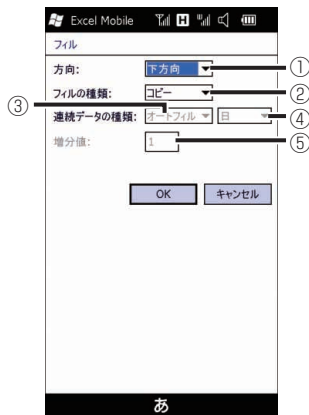 Excel Mobile
フィル
方向: 下方向 ①
フィルの種類: コピー ②
③
連続データの種類: オートフィル 日 ④
増分値: 1 ⑤
OK キャンセル
あ